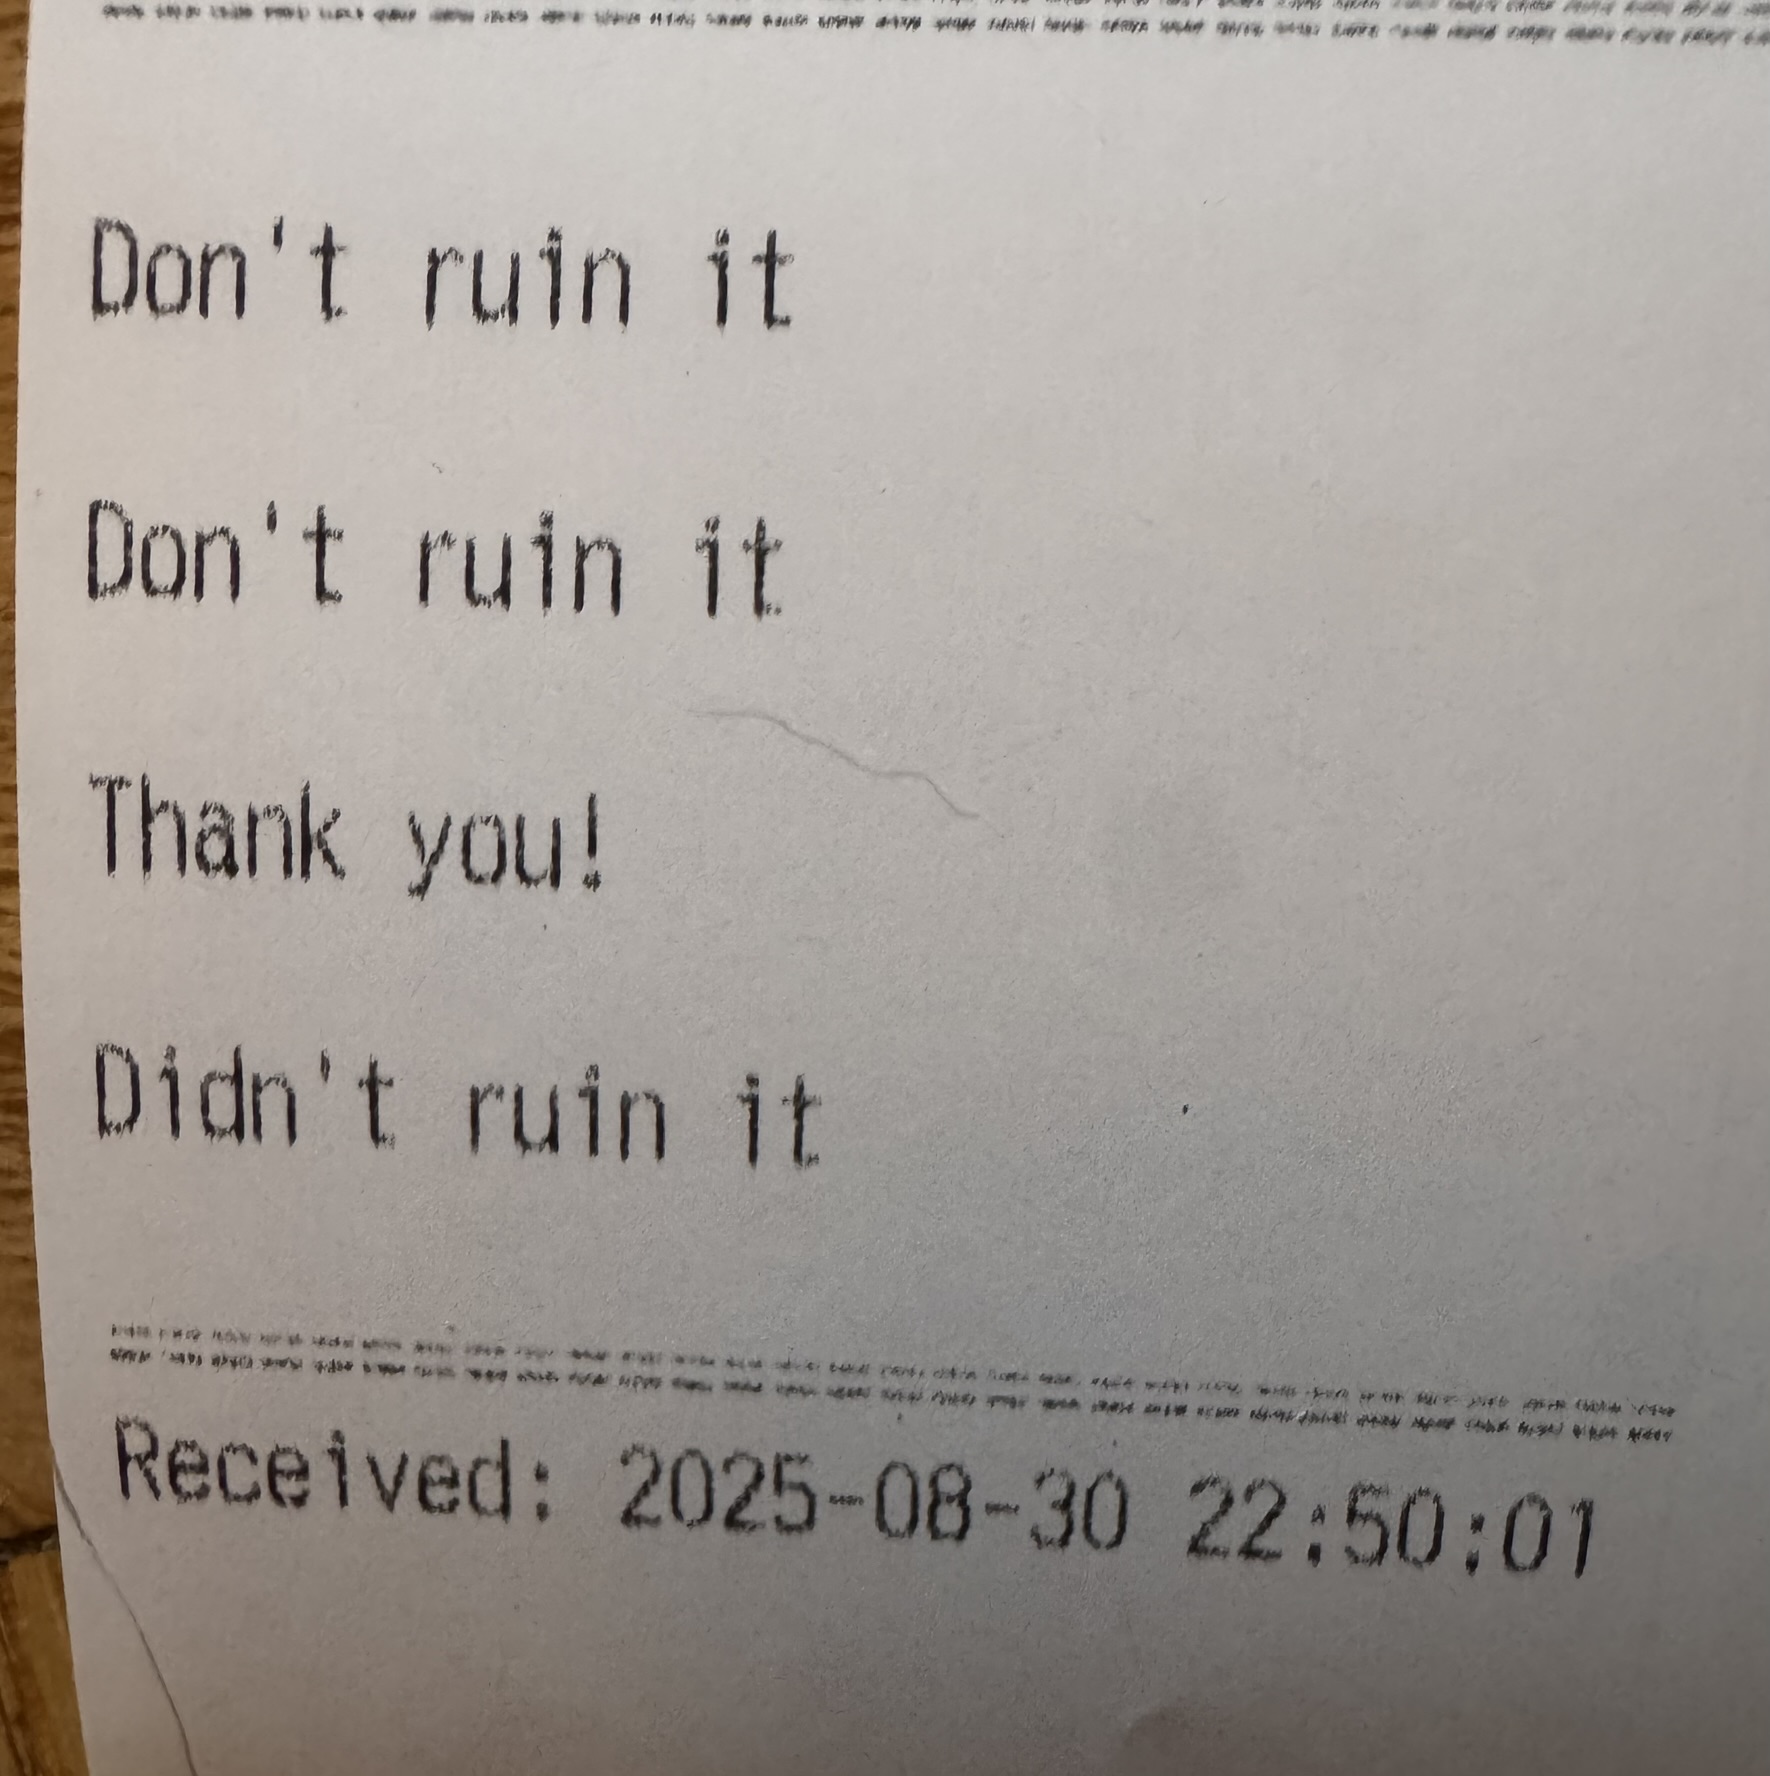 Don't ruin it
Don't ruin it
Thank you!
Didn't ruin it
Received: 2025-08-30 22:50:01